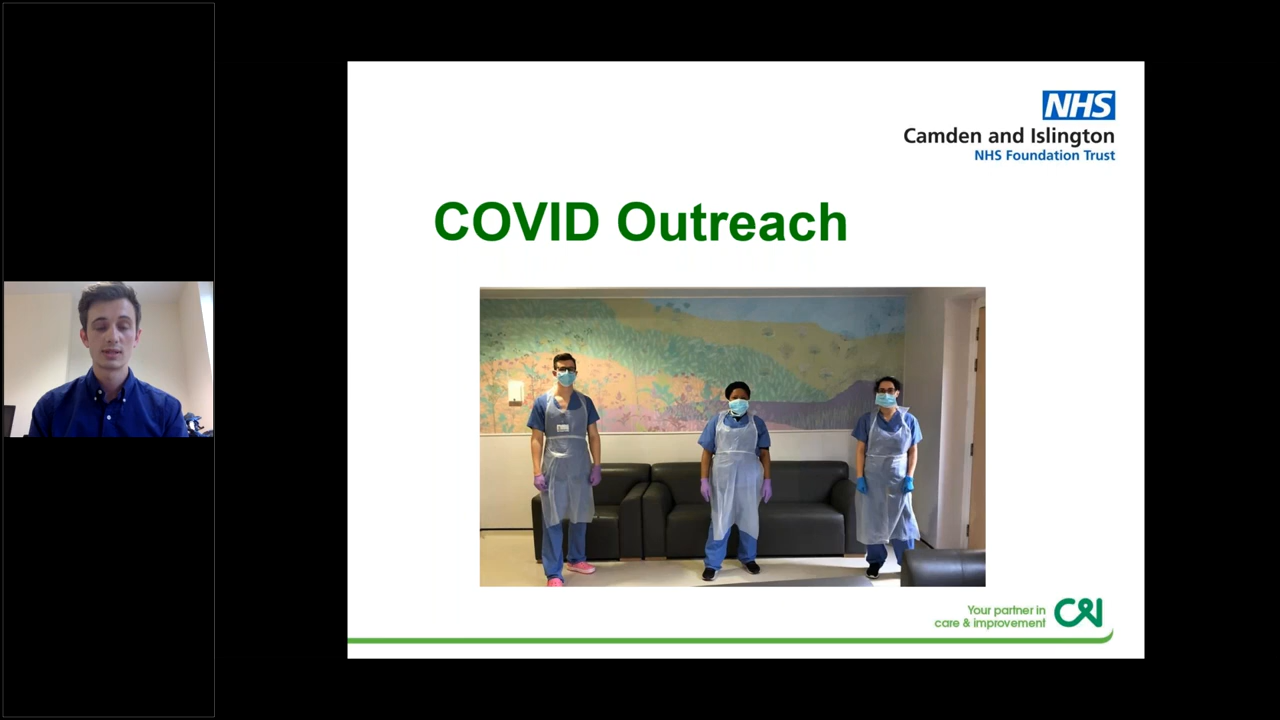 NHS
Camden and Islington
NHS Foundation Trust
COVID Outreach
Your partner in
care & improvement
C&I